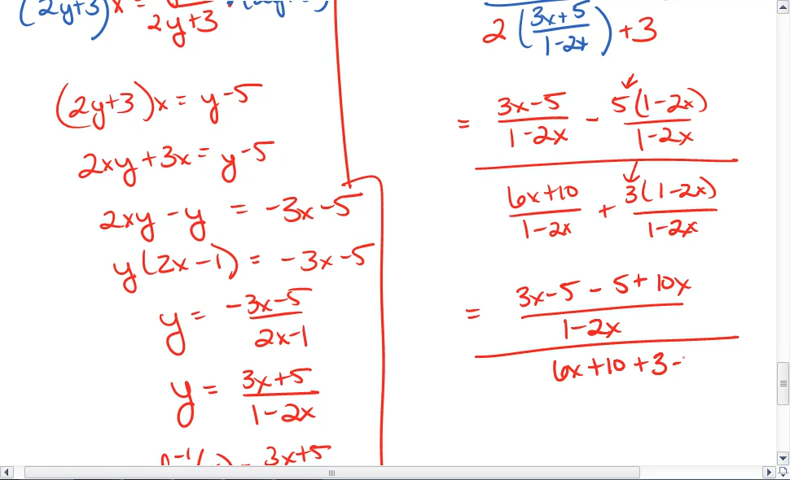 (2y+3)x = 
2y+3
(2y+3)x = y-5
2xy+3x = y-5
2xy-y = -3x-5
y(2x-1) = -3x-5
y = -3x-5 / 2x-1
y = 3x+5 / 1-2x
3x+5
2 (3x+5 / 1-2x) + 3
= 3x-5 / 1-2x - 5(1-2x) / 1-2x
6x+10 / 1-2x + 3(1-2x) / 1-2x
= 3x-5-5+10x / 1-2x
6x+10+3-